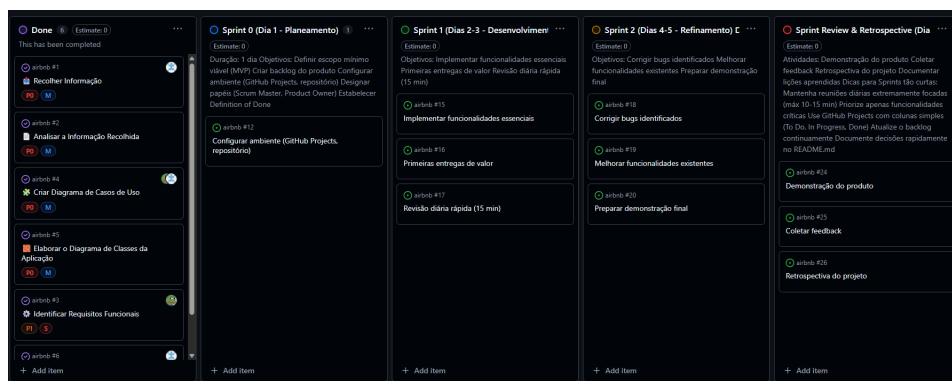 Done 6 Estimate: 0 ...
This has been completed
airbnb #1
Recolher Informação
P0 M
airbnb #2
Analisar a Informação Recolhida
P0 M
airbnb #4
Criar Diagrama de Casos de Uso
P0 M
airbnb #5
Elaborar o Diagrama de Classes da
Aplicação
P0 M
airbnb #3
Identificar Requisitos Funcionais
P1 S
airbnb #6
+ Add item
Sprint 0 (Dia 1 - Planeamento) 1 ...
Estimate: 0
Duração: 1 dia Objetivos: Definir escopo mínimo
viável (MVP) Criar backlog do produto Configurar
ambiente (GitHub Projects, repositório) Designar
papéis (Scrum Master, Product Owner) Estabelecer
Definition of Done
airbnb #12
Configurar ambiente (GitHub Projects,
repositório)
+ Add item
Sprint 1 (Dias 2-3 - Desenvolviment ...
Estimate: 0
Objetivos: Implementar funcionalidades essenciais
Primeiras entregas de valor Revisão diária rápida
(15 min)
airbnb #15
Implementar funcionalidades essenciais
airbnb #16
Primeiras entregas de valor
airbnb #17
Revisão diária rápida (15 min)
+ Add item
Sprint 2 (Dias 4-5 - Refinamento) D ...
Estimate: 0
Objetivos: Corrigir bugs identificados Melhorar
funcionalidades existentes Preparar demonstração
final
airbnb #18
Corrigir bugs identificados
airbnb #19
Melhorar funcionalidades existentes
airbnb #20
Preparar demonstração final
+ Add item
Sprint Review & Retrospective (Dia ...
Estimate: 0
Atividades: Demonstração do produto Coletar
feedback Retrospectiva do projeto Documentar
lições aprendidas Dicas para Sprints tão curtas:
Mantenha reuniões diárias extremamente focadas
(máx 10-15 min) Priorize apenas funcionalidades
críticas Use GitHub Projects com colunas simples
(To Do, In Progress, Done) Atualize o backlog
continuamente Documente decisões rapidamente
no README.md
airbnb #24
Demonstração do produto
airbnb #25
Coletar feedback
airbnb #26
Retrospectiva do projeto
+ Add item